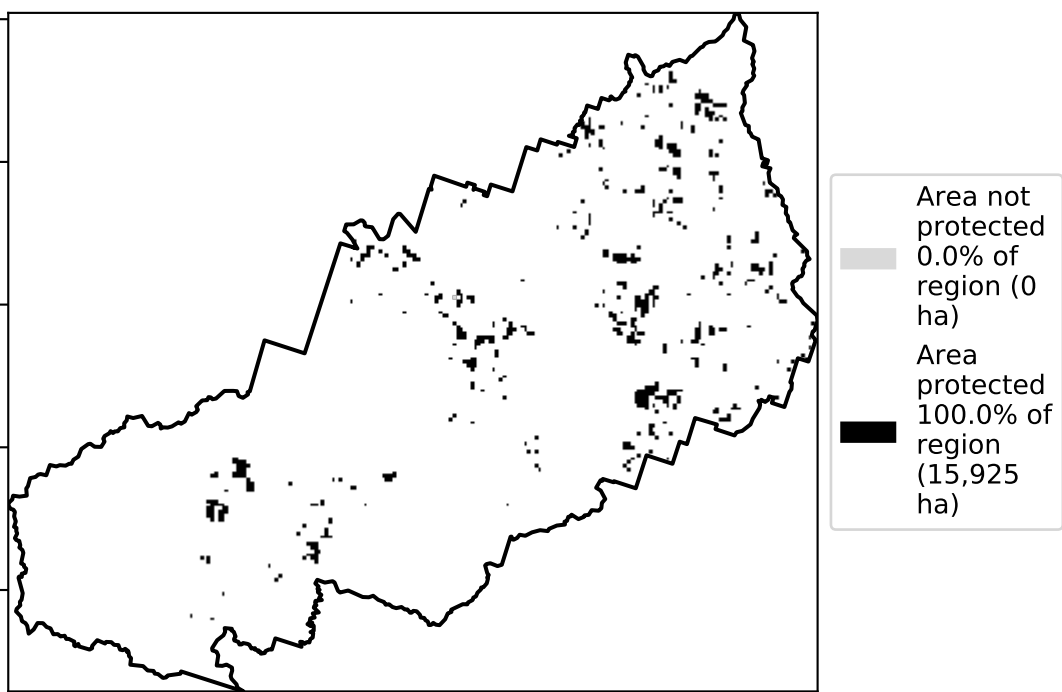 Area not
protected
0.0% of
region (0
ha)
Area
protected
100.0% of
region
(15,925
ha)